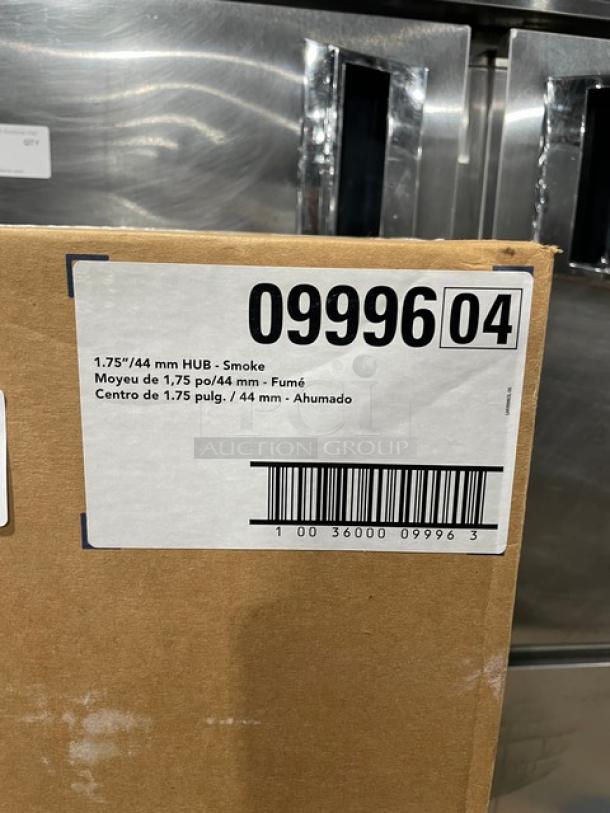 QTY
09996 04
1.75"/44 mm HUB - Smoke
Moyeu de 1,75 po/44 mm - Fumé
Centro de 1.75 pulg. / 44 mm - Ahumado
PCI
AUCTION GROUP
1 00 36000 09996 3